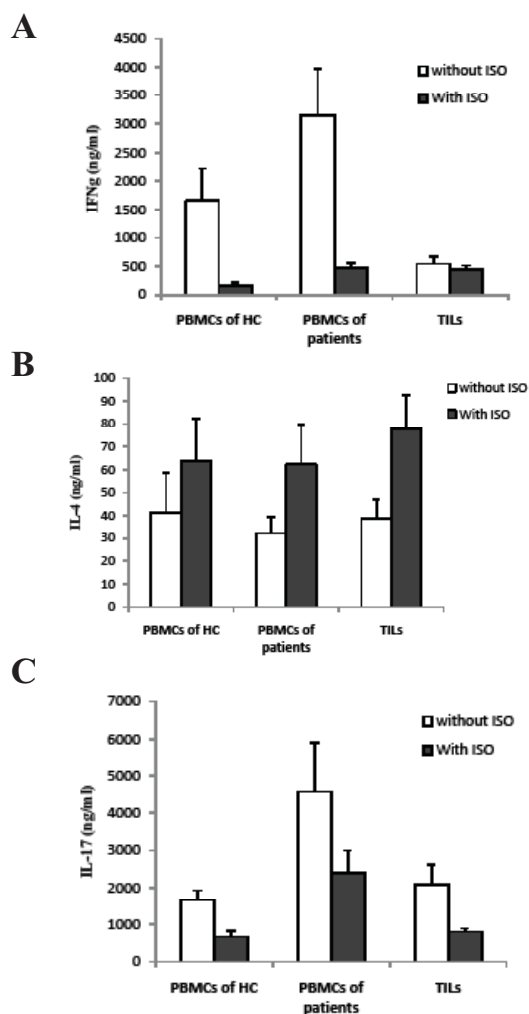 A
4500
4000
3500
3000
2500
2000
1500
1000
500
0
IFNg (ng/ml)
without ISO
With ISO
PBMCs of HC
PBMCs of
patients
TILs
B
100
90
80
70
60
50
40
30
20
10
0
IL-4 (ng/ml)
without ISO
With ISO
PBMCs of HC
PBMCs of
patients
TILs
C
7000
6000
5000
4000
3000
2000
1000
0
IL-17 (ng/ml)
without ISO
With ISO
PBMCs of HC
PBMCs of
patients
TILs